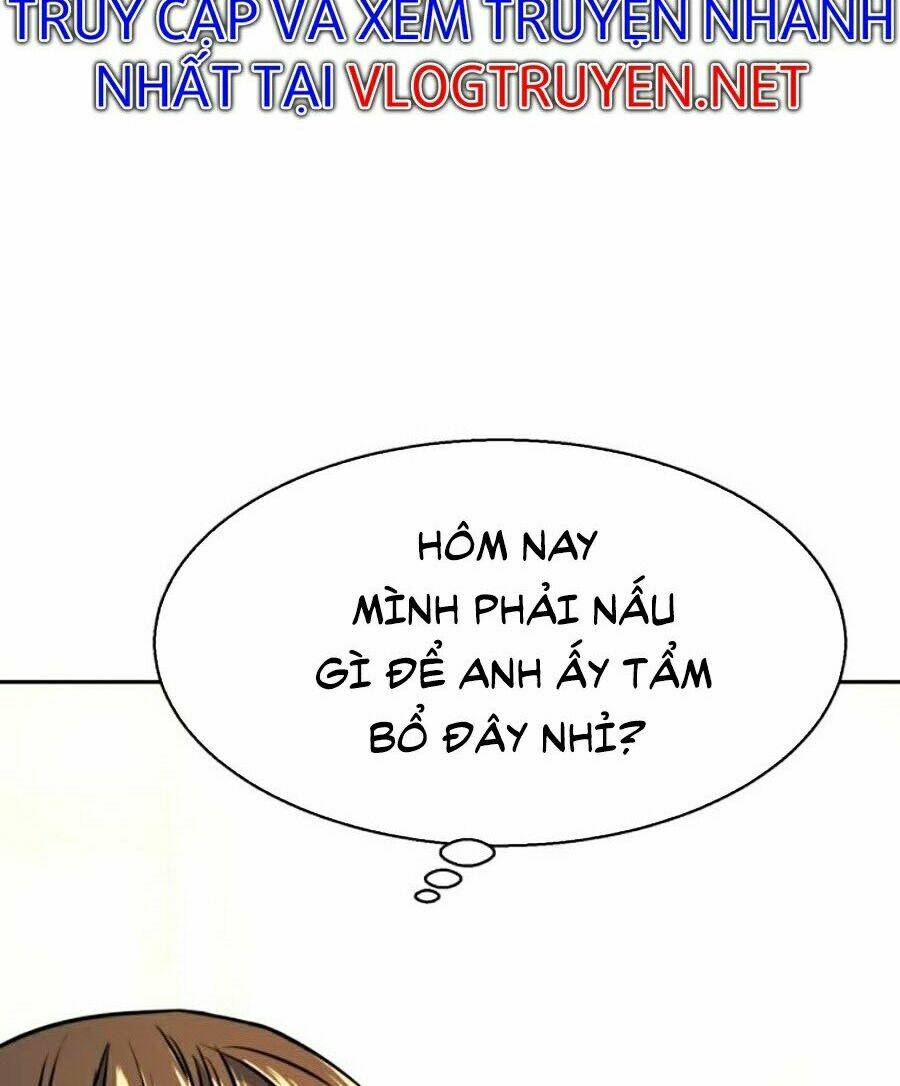 TRUY CẬP VÀ XEM TRUYỆN NHANH
NHẤT TẠI VLOGTRUYEN.NET
HÔM NAY
MÌNH PHẢI NẤU
GÌ ĐỂ ANH ẤY TẨM
BỔ ĐÂY NHỈ?